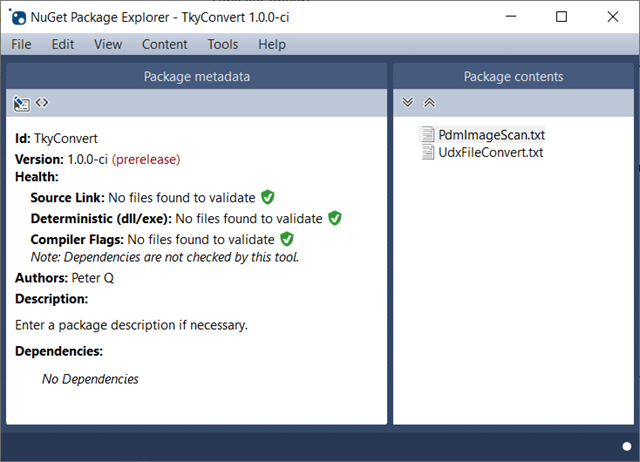 NuGet Package Explorer - TkyConvert 1.0.0-ci
File Edit View Content Tools Help
Package metadata
Id: TkyConvert
Version: 1.0.0-ci (prerelease)
Health:
Source Link: No files found to validate
Deterministic (dll/exe): No files found to validate
Compiler Flags: No files found to validate
Note: Dependencies are not checked by this tool.
Authors: Peter Q
Description:
Enter a package description if necessary.
Dependencies:
No Dependencies
Package contents
PdmImageScan.txt
UdxFileConvert.txt